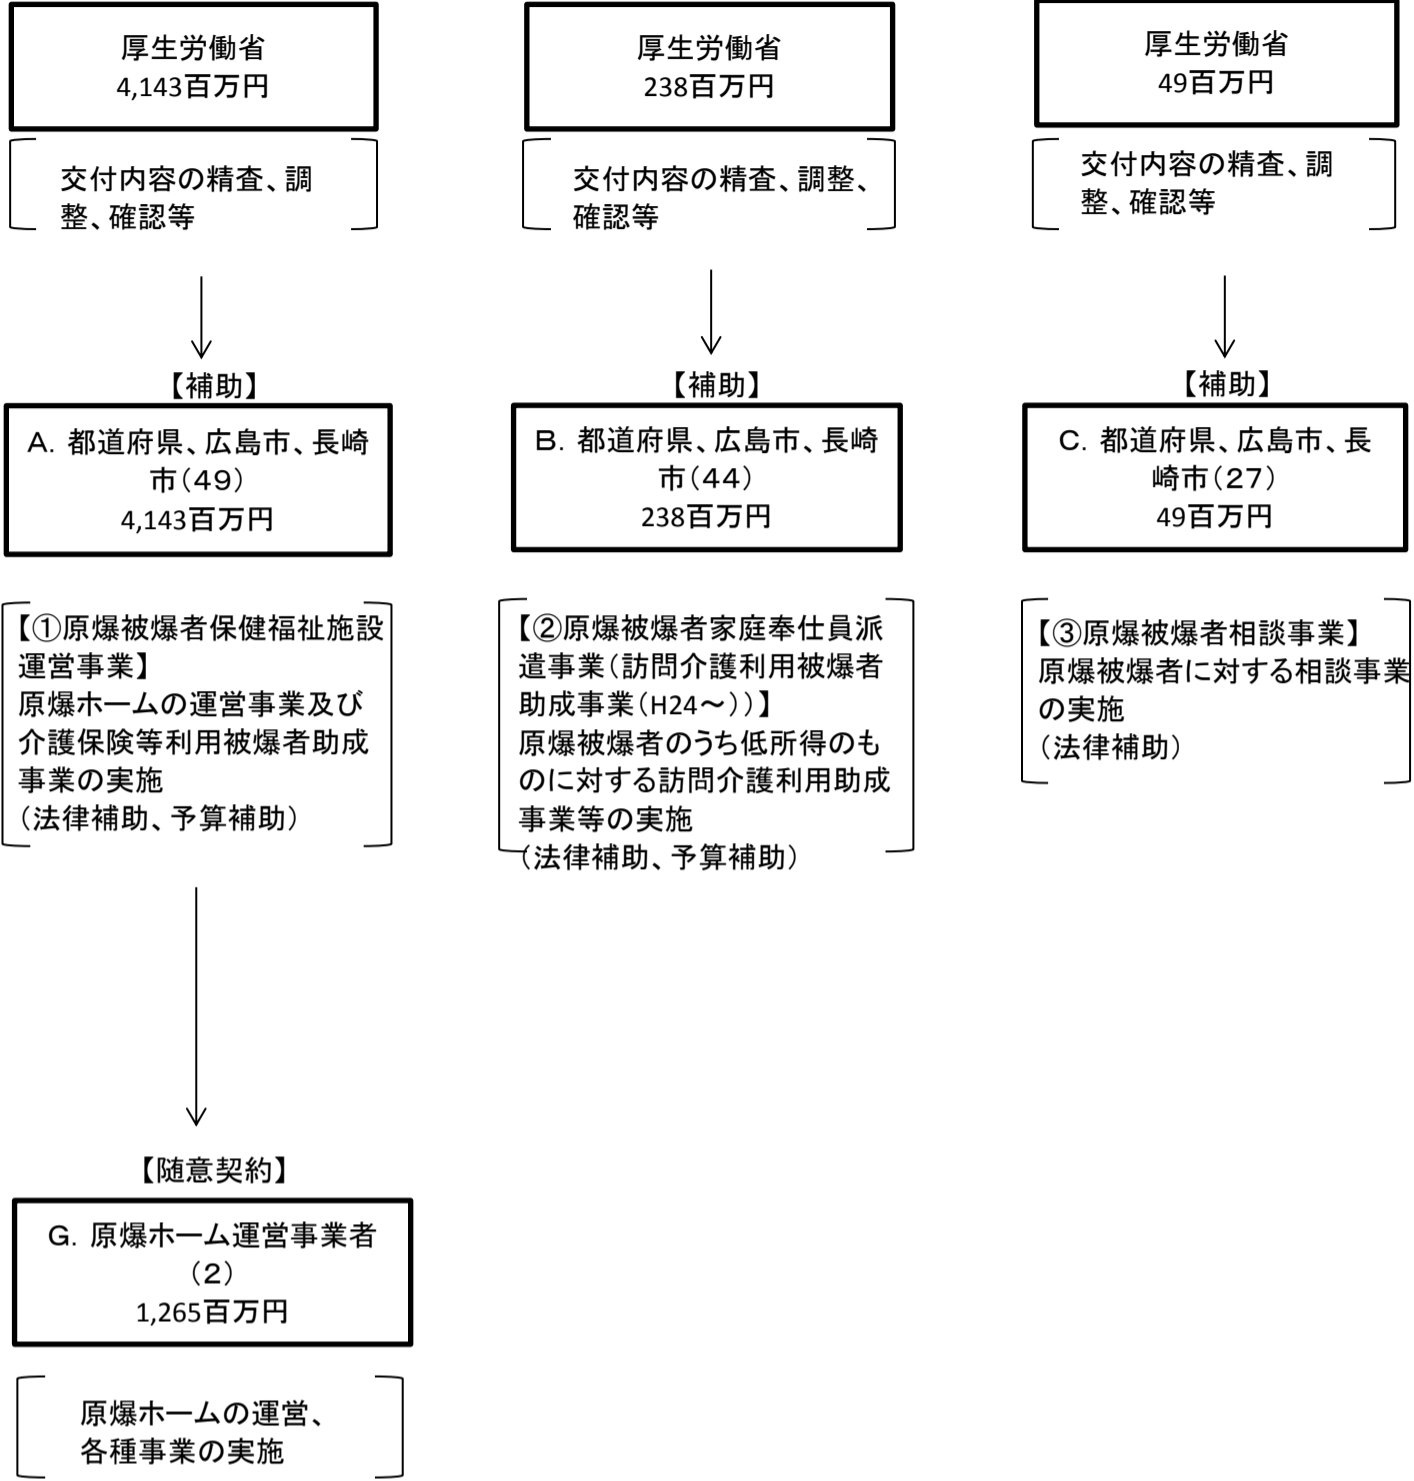 厚生労働省
4,143百万円
交付内容の精査、調
整、確認等
【補助】
A. 都道府県、広島市、長崎
市(49)
4,143百万円
【①原爆被爆者保健福祉施設
運営事業】
原爆ホームの運営事業及び
介護保険等利用被爆者助成
事業の実施
(法律補助、予算補助)
【随意契約】
G. 原爆ホーム運営事業者
(2)
1,265百万円
原爆ホームの運営、
各種事業の実施
厚生労働省
238百万円
交付内容の精査、調整、
確認等
【補助】
B. 都道府県、広島市、長崎
市(44)
238百万円
【②原爆被爆者家庭奉仕員派
遣事業(訪問介護利用被爆者
助成事業(H24～))】
原爆被爆者のうち低所得のも
のに対する訪問介護利用助成
事業等の実施
(法律補助、予算補助)
厚生労働省
49百万円
交付内容の精査、調
整、確認等
【補助】
C. 都道府県、広島市、長
崎市(27)
49百万円
【③原爆被爆者相談事業】
原爆被爆者に対する相談事業
の実施
(法律補助)